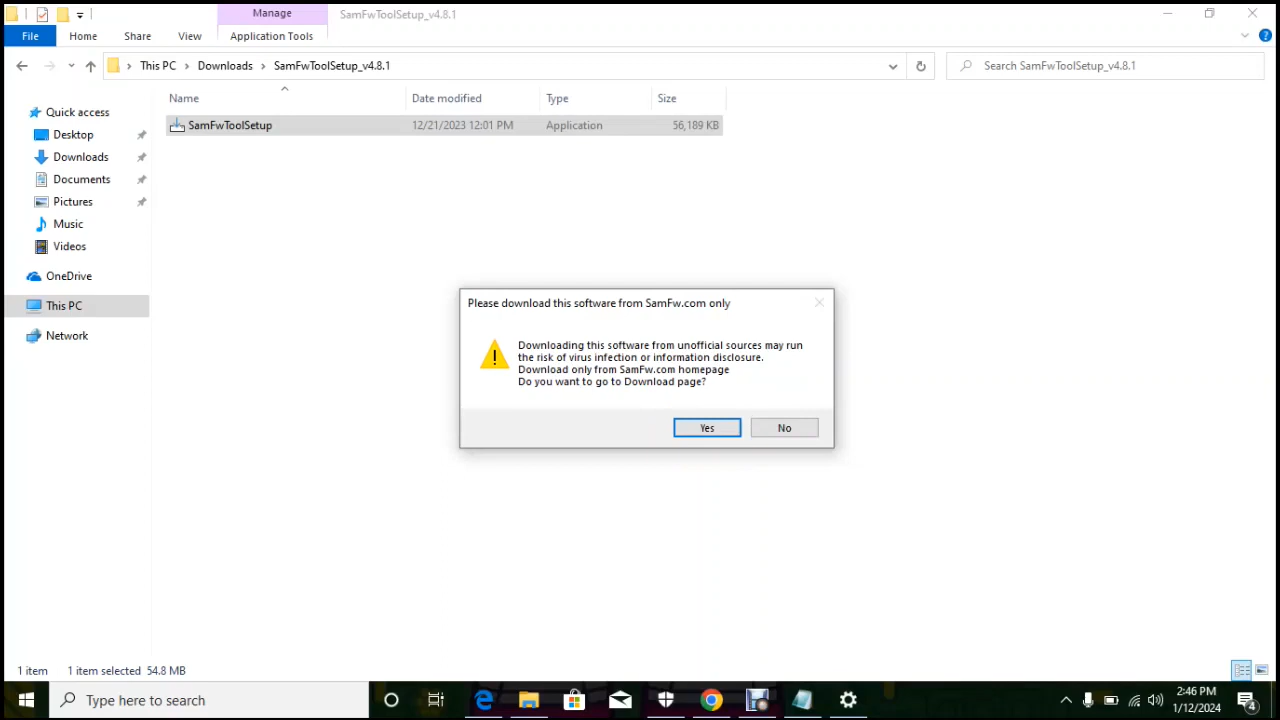 Manage
SamFwToolSetup_v4.8.1
File
Home
Share
View
Application Tools
This PC
Downloads
SamFwToolSetup_v4.8.1
Search SamFwToolSetup_v4.8.1
Name
Date modified
Type
Size
SamFwToolSetup
12/21/2023 12:01 PM
Application
56,189 KB
Quick access
Desktop
Downloads
Documents
Pictures
Music
Videos
OneDrive
This PC
Network
Please download this software from SamFw.com only
Downloading this software from unofficial sources may run
the risk of virus infection or information disclosure.
Download only from SamFw.com homepage
Do you want to go to Download page?
Yes
No
1 item
1 item selected 54.8 MB
Type here to search
2:46 PM
1/12/2024
4